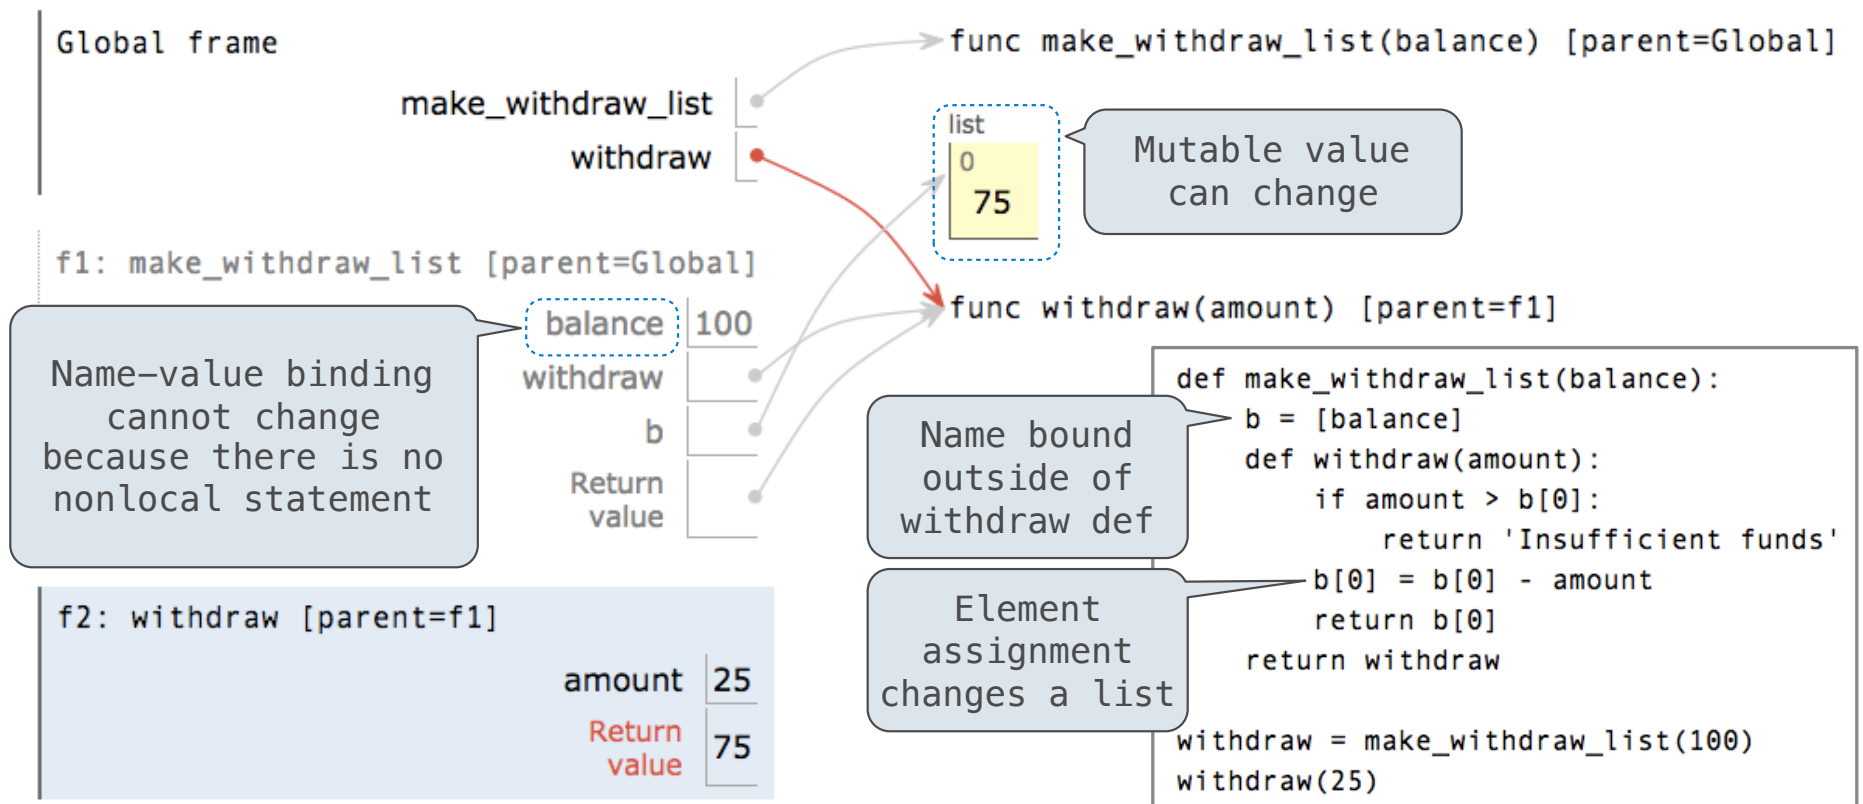 Global frame
make_withdraw_list
withdraw
func make_withdraw_list(balance) [parent=Global]
list
0
75
Mutable value
can change
f1: make_withdraw_list [parent=Global]
balance 100
withdraw
b
Return
value
func withdraw(amount) [parent=f1]
Name-value binding
cannot change
because there is no
nonlocal statement
f2: withdraw [parent=f1]
amount 25
Return
value 75
Name bound
outside of
withdraw def
Element
assignment
changes a list
def make_withdraw_list(balance):
    b = [balance]
    def withdraw(amount):
        if amount > b[0]:
            return 'Insufficient funds'
        b[0] = b[0] - amount
        return b[0]
    return withdraw
withdraw = make_withdraw_list(100)
withdraw(25)